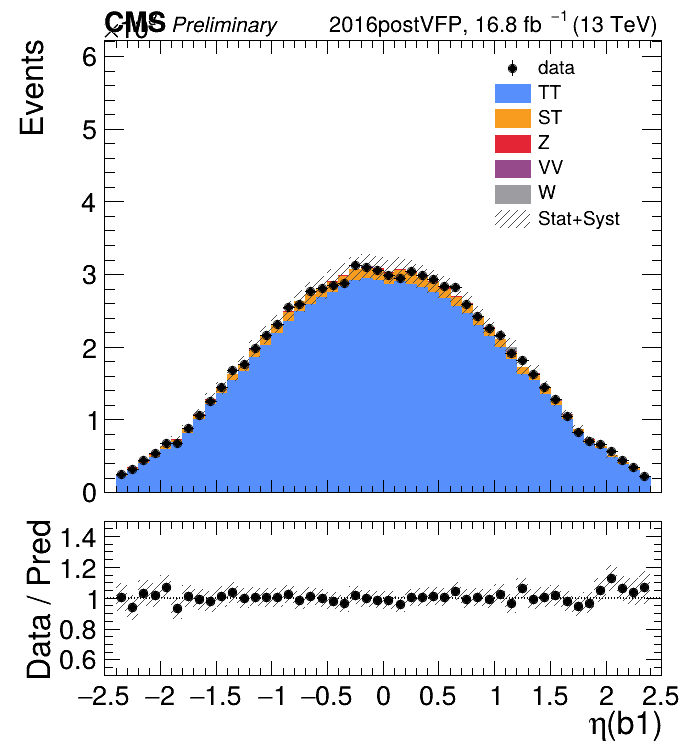 CMS Preliminary 2016postVFP, 16.8 fb⁻¹ (13 TeV)
Events
6
5
4
3
2
1
0
data
TT
ST
Z
VV
W
Stat+Syst
Data / Pred
1.4
1.2
1
0.8
0.6
−2.5 −2 −1.5 −1 −0.5 0 0.5 1 1.5 2 2.5
η(b1)